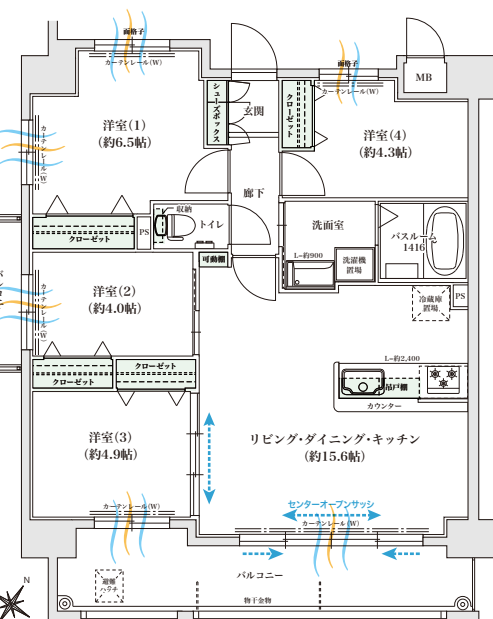 面格子
カーテンレール(W)
面格子
カーテンレール(W)
MB
シューズボックス
玄関
クローゼット
洋室(1)
(約6.5帖)
洋室(4)
(約4.3帖)
カーテンレール(W)
廊下
収納
トイレ
PS
クローゼット
洗面室
バスルーム
1416
L=約900
洗濯機
置場
可動棚
洋室(2)
(約4.0帖)
カーテンレール(W)
冷蔵庫
置場
PS
クローゼット
クローゼット
L=約2,400
吊戸棚
カウンター
洋室(3)
(約4.9帖)
リビング・ダイニング・キッチン
(約15.6帖)
カーテンレール(W)
センターオープンサッシ
カーテンレール(W)
バルコニー
避難
ハッチ
物干金物
N